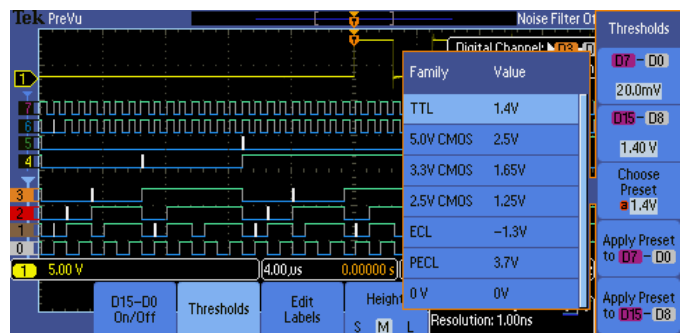 Tek PreVu
Noise Filter Of
Thresholds
Digital Channel: D3
D7 – D0
20.0mV
D15 – D8
1.40 V
Choose
Preset
a 1.4V
Apply Preset
to D7 – D0
Apply Preset
to D15 – D8
Family Value
TTL 1.4V
5.0V CMOS 2.5V
3.3V CMOS 1.65V
2.5V CMOS 1.25V
ECL −1.3V
PECL 3.7V
0 V 0V
1
7
6
5
4
3
2
1
0
1 5.00 V
4.00µs
0.00000 s
D15–D0
On/Off
Thresholds
Edit
Labels
Height
S M L
Resolution: 1.00ns